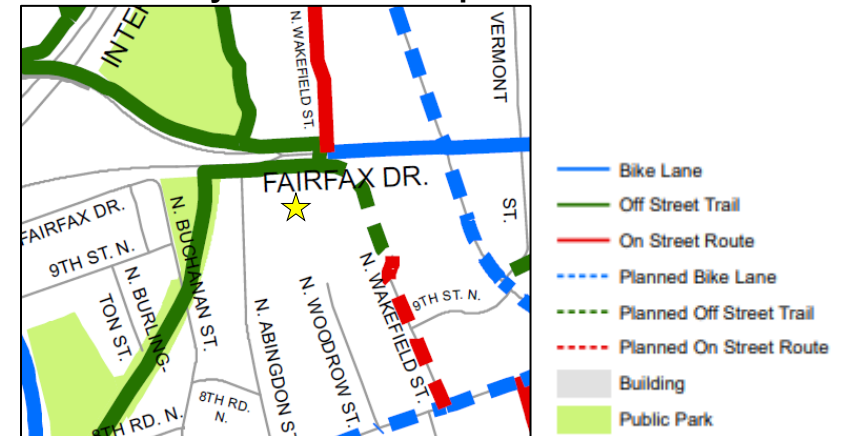 INTER
N. WAKEFIELD ST.
VERMONT
ST.
FAIRFAX DR.
FAIRFAX DR.
9TH ST. N.
N. BUCHANAN ST.
N. BURLING-
TON ST.
N. ABINGDON S
N. WOODROW ST.
N. WAKEFIELD ST.
9TH ST. N.
8TH RD.
N.
8TH RD. N.
Bike Lane
Off Street Trail
On Street Route
Planned Bike Lane
Planned Off Street Trail
Planned On Street Route
Building
Public Park